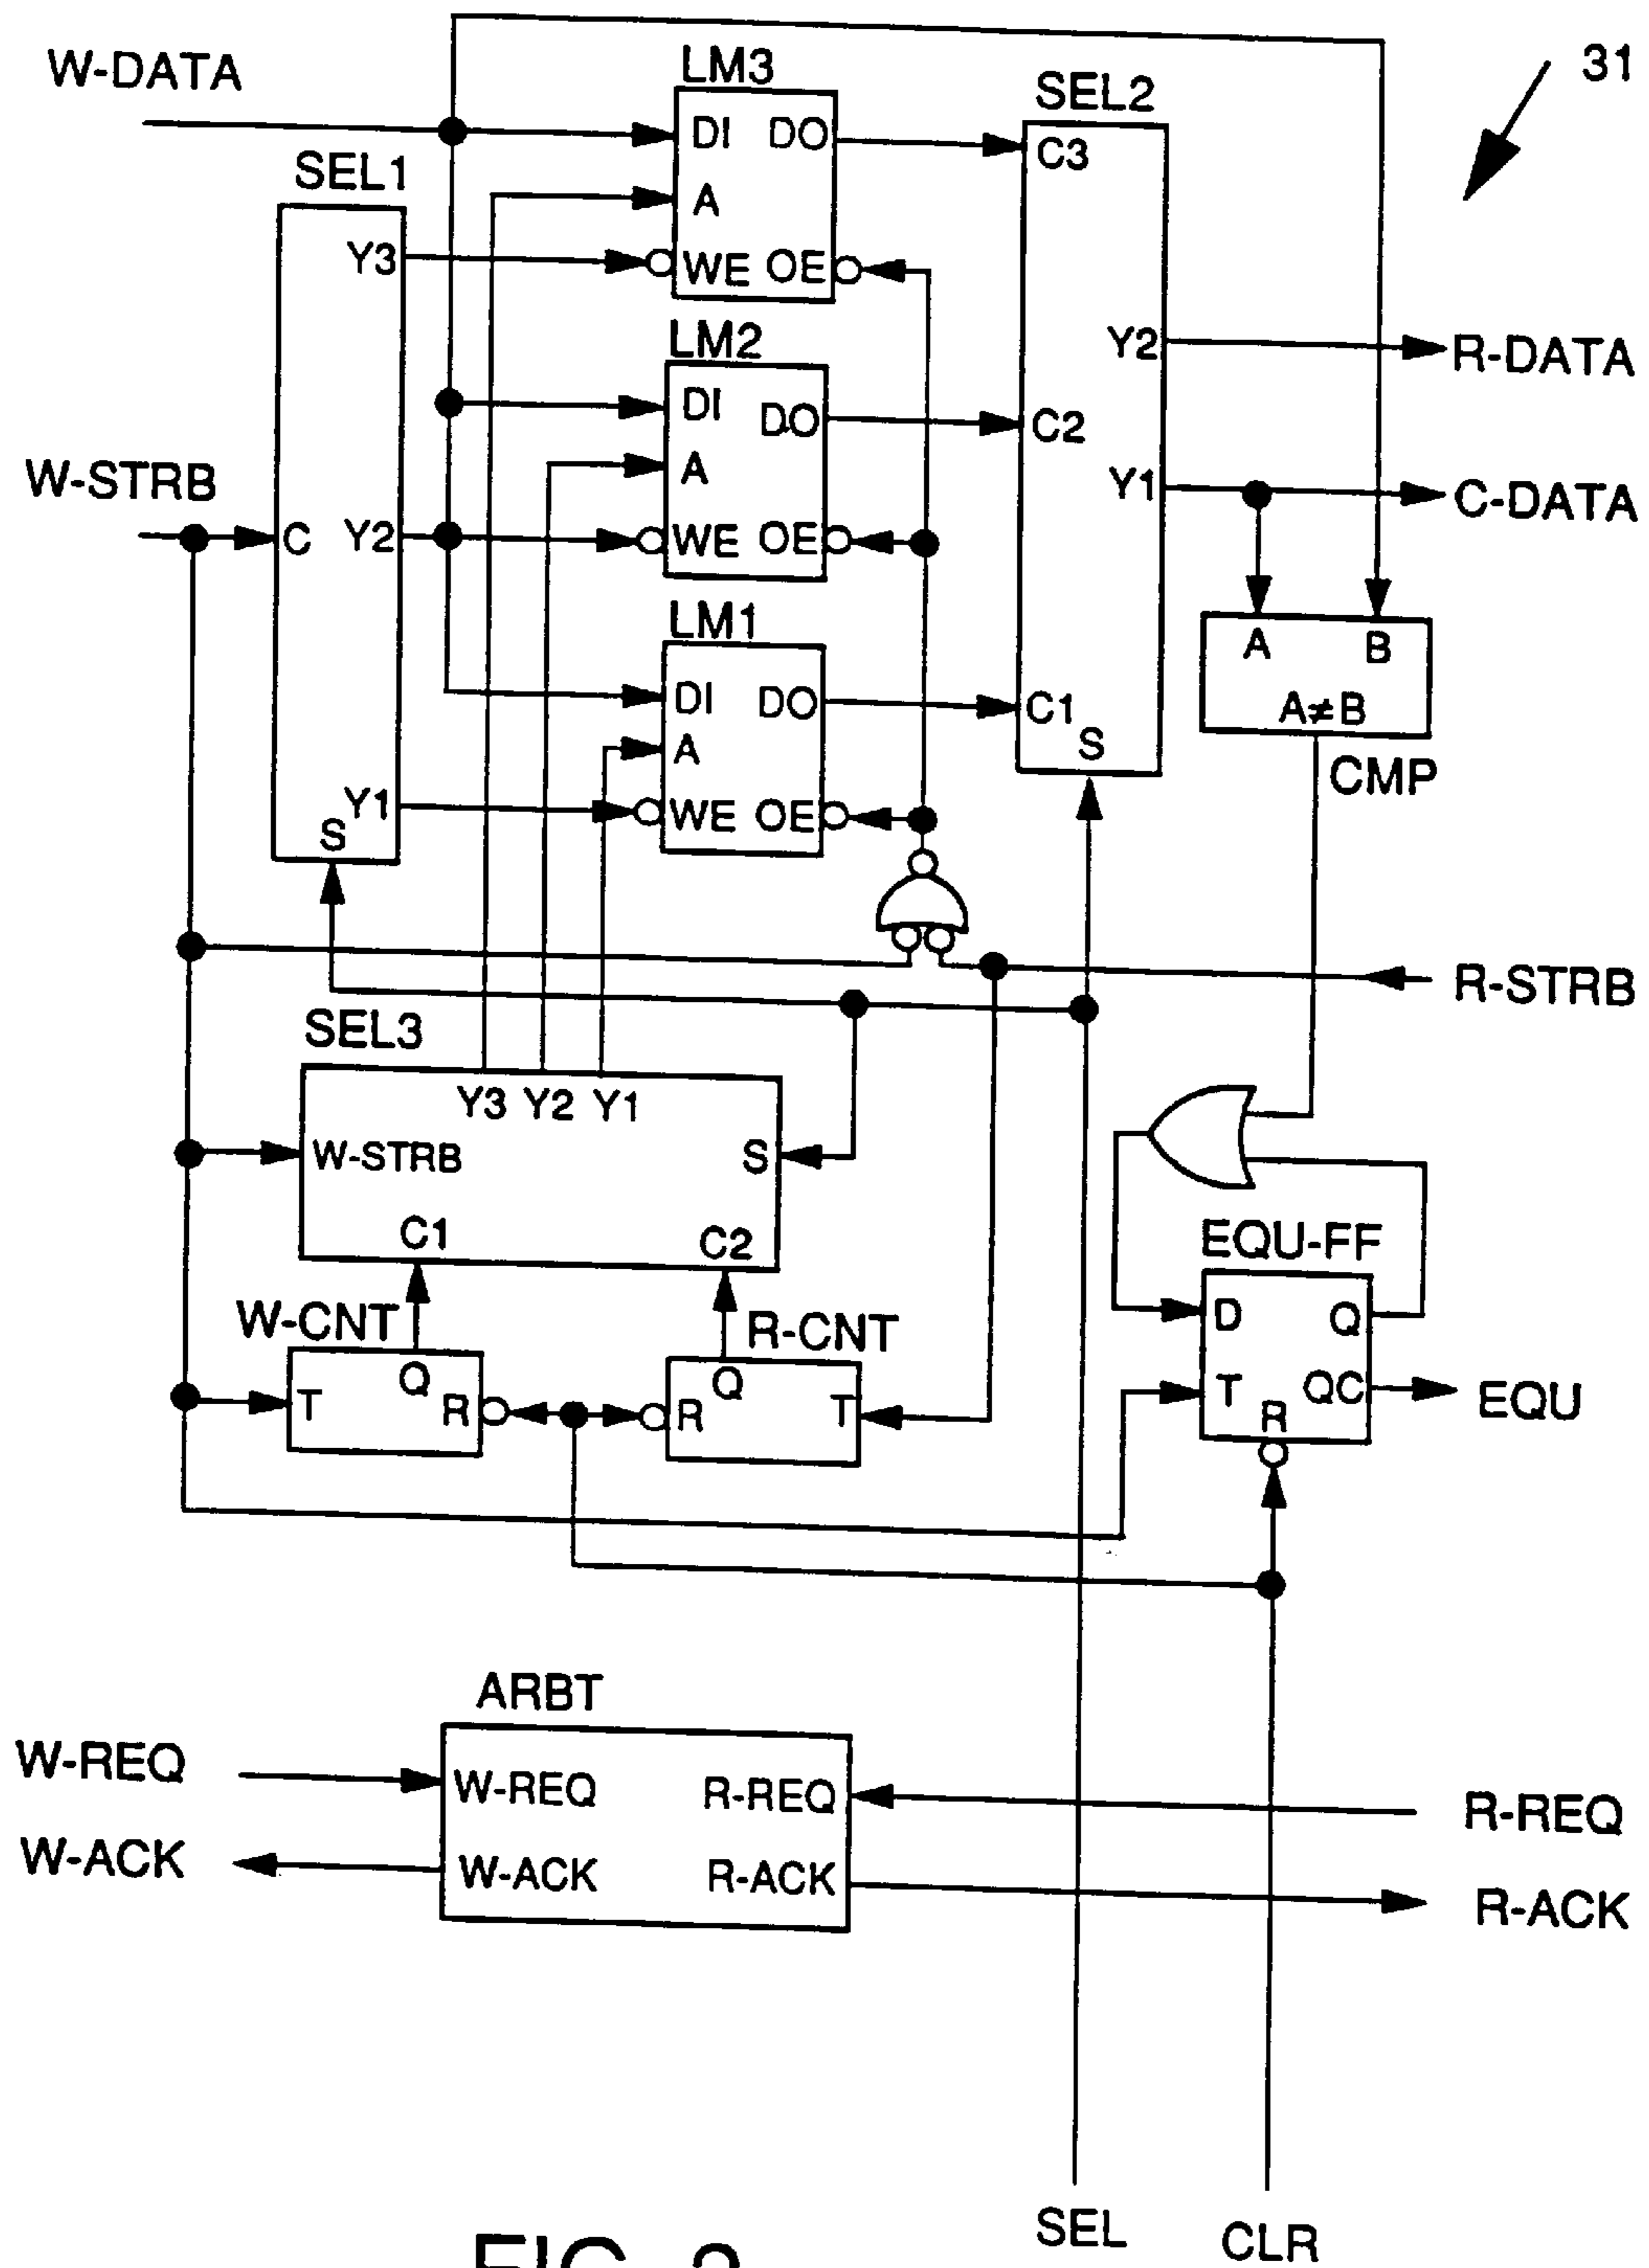 W-DATA
31
LM3
DI DO
A
WE OE
SEL1
Y3
C Y2
Y1
S
W-STRB
LM2
DI DO
A
WE OE
LM1
DI DO
A
WE OE
SEL2
C3
Y2
C2
Y1
C1
S
R-DATA
C-DATA
A B
A≠B
CMP
R-STRB
SEL3
Y3 Y2 Y1
W-STRB S
C1 C2
W-CNT
Q
T R
R-CNT
Q
R T
EQU-FF
D Q
T QC
R
EQU
ARBT
W-REQ R-REQ
W-ACK R-ACK
W-REQ
W-ACK
R-REQ
R-ACK
SEL CLR